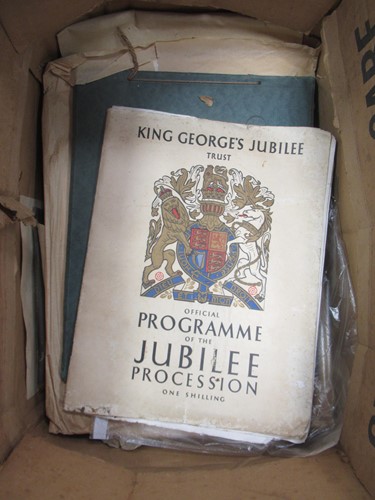 KING GEORGE'S JUBILEE
TRUST
OFFICIAL
PROGRAMME
OF THE
JUBILEE
PROCESSION
ONE SHILLING